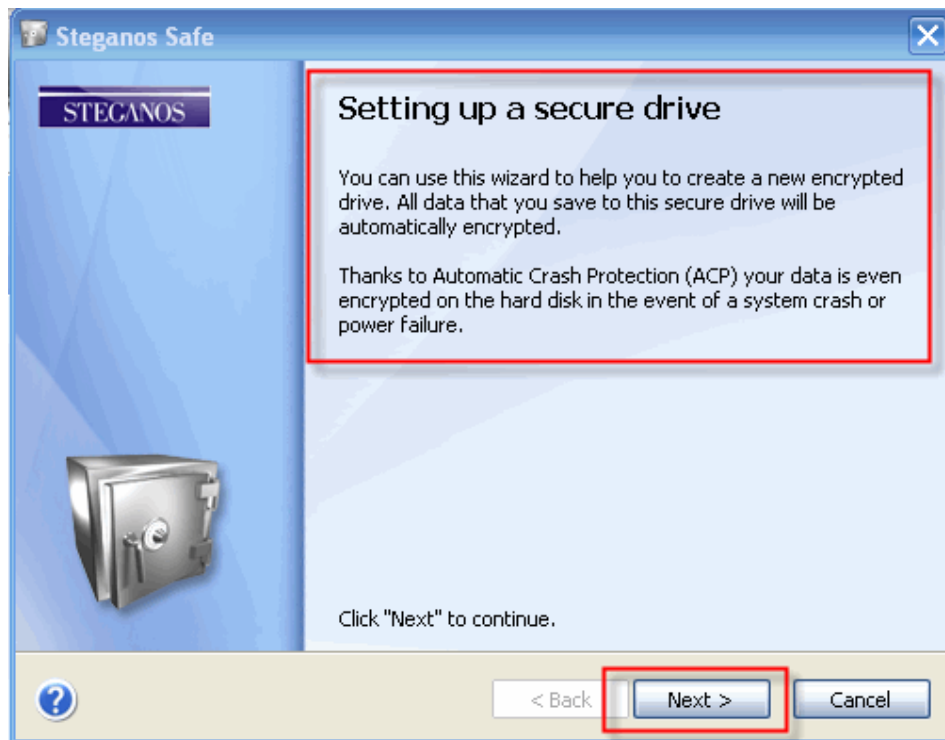 Steganos Safe
STEGANOS
Setting up a secure drive
You can use this wizard to help you to create a new encrypted
drive. All data that you save to this secure drive will be
automatically encrypted.
Thanks to Automatic Crash Protection (ACP) your data is even
encrypted on the hard disk in the event of a system crash or
power failure.
Click "Next" to continue.
?
< Back
Next >
Cancel